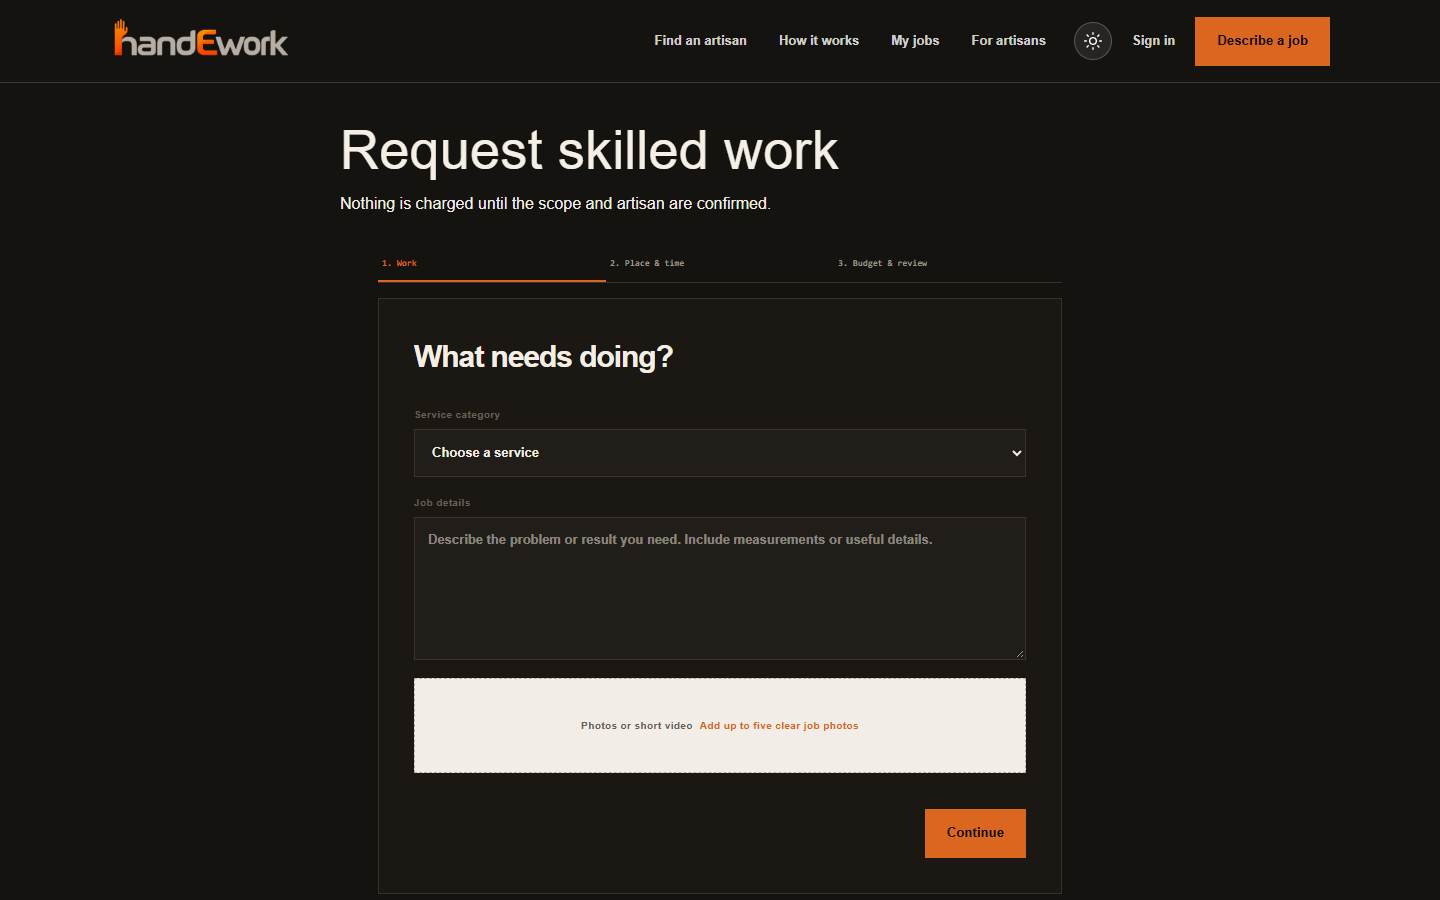 handEwork
Find an artisan
How it works
My jobs
For artisans
Sign in
Describe a job
Request skilled work
Nothing is charged until the scope and artisan are confirmed.
1. Work
2. Place & time
3. Budget & review
What needs doing?
Service category
Choose a service
Job details
Describe the problem or result you need. Include measurements or useful details.
Photos or short video Add up to five clear job photos
Continue